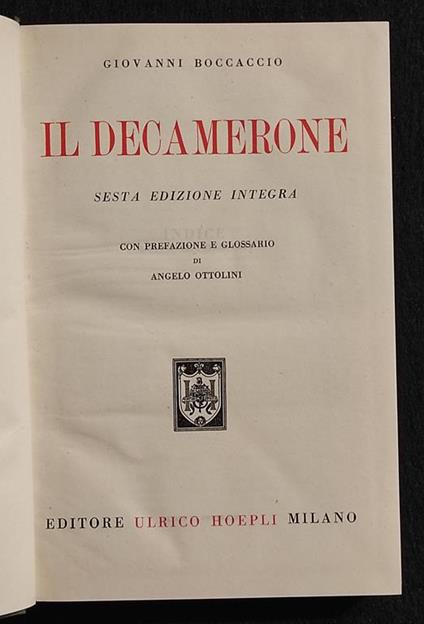 GIOVANNI BOCCACCIO
IL DECAMERONE
SESTA EDIZIONE INTEGRA
CON PREFAZIONE E GLOSSARIO
DI
ANGELO OTTOLINI
EDITORE ULRICO HOEPLI MILANO